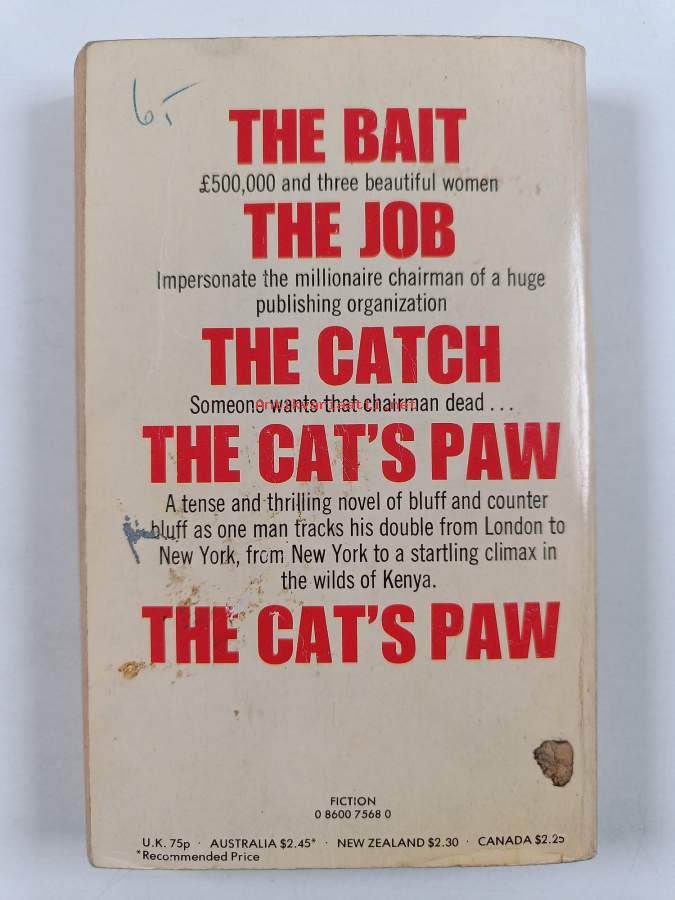 6,-
THE BAIT
£500,000 and three beautiful women
THE JOB
Impersonate the millionaire chairman of a huge
publishing organization
THE CATCH
Someone wants that chairman dead . . .
Antikvariaatti.net
THE CAT'S PAW
A tense and thrilling novel of bluff and counter
bluff as one man tracks his double from London to
New York, from New York to a startling climax in
the wilds of Kenya.
THE CAT'S PAW
FICTION
0 8600 7568 0
U.K. 75p · AUSTRALIA $2.45* · NEW ZEALAND $2.30 · CANADA $2.25
*Recommended Price